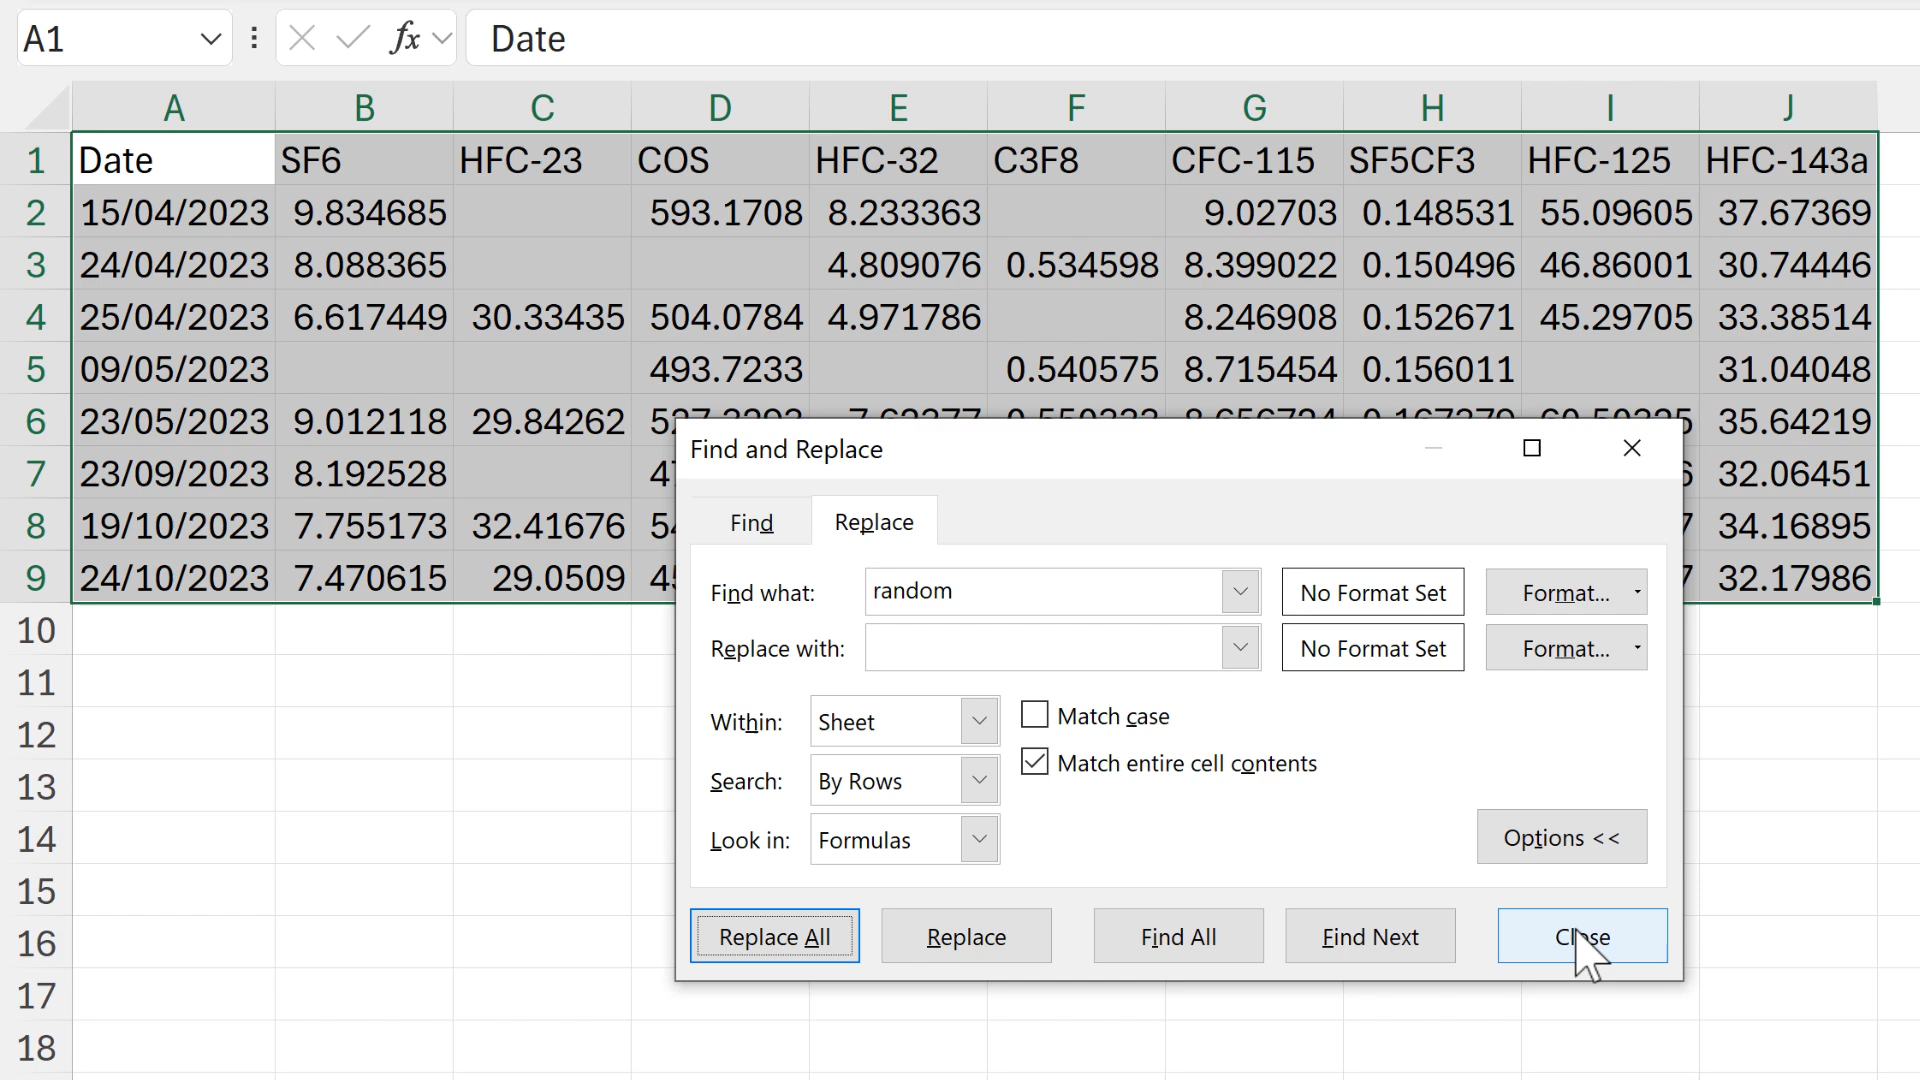 A1 fx Date
A B C D E F G H I J
1 Date SF6 HFC-23 COS HFC-32 C3F8 CFC-115 SF5CF3 HFC-125 HFC-143a
2 15/04/2023 9.834685 593.1708 8.233363 9.02703 0.148531 55.09605 37.67369
3 24/04/2023 8.088365 4.809076 0.534598 8.399022 0.150496 46.86001 30.74446
4 25/04/2023 6.617449 30.33435 504.0784 4.971786 8.246908 0.152671 45.29705 33.38514
5 09/05/2023 493.7233 0.540575 8.715454 0.156011 31.04048
6 23/05/2023 9.012118 29.84262 35.64219
7 23/09/2023 8.192528 32.06451
8 19/10/2023 7.755173 32.41676 34.16895
9 24/10/2023 7.470615 29.0509 32.17986
10
11
12
13
14
15
16
17
18
Find and Replace
Find Replace
Find what: random No Format Set Format...
Replace with: No Format Set Format...
Within: Sheet Match case
Match entire cell contents
Search: By Rows
Look in: Formulas Options <<
Replace All Replace Find All Find Next Close